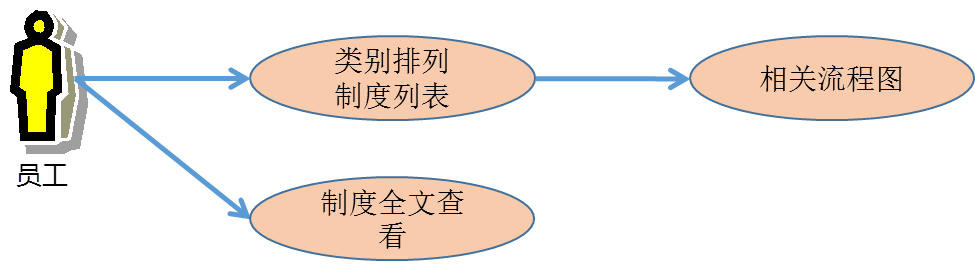 类别排列
制度列表
相关流程图
员工
制度全文查
看